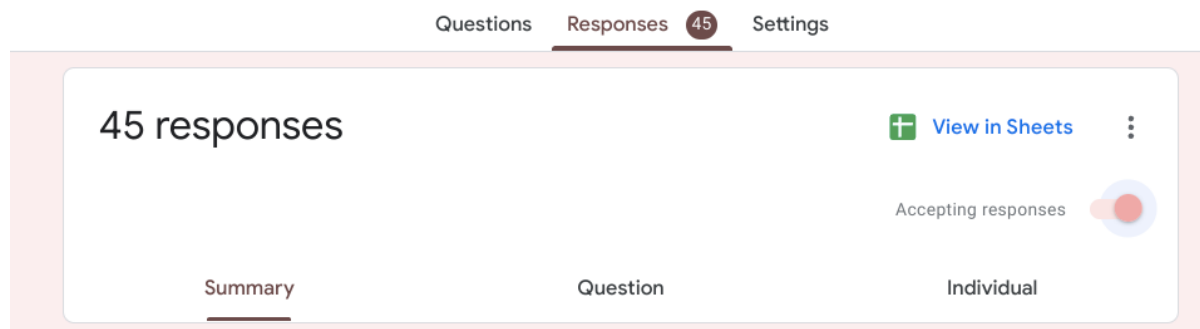 Questions Responses 45 Settings
45 responses View in Sheets
Accepting responses
Summary Question Individual